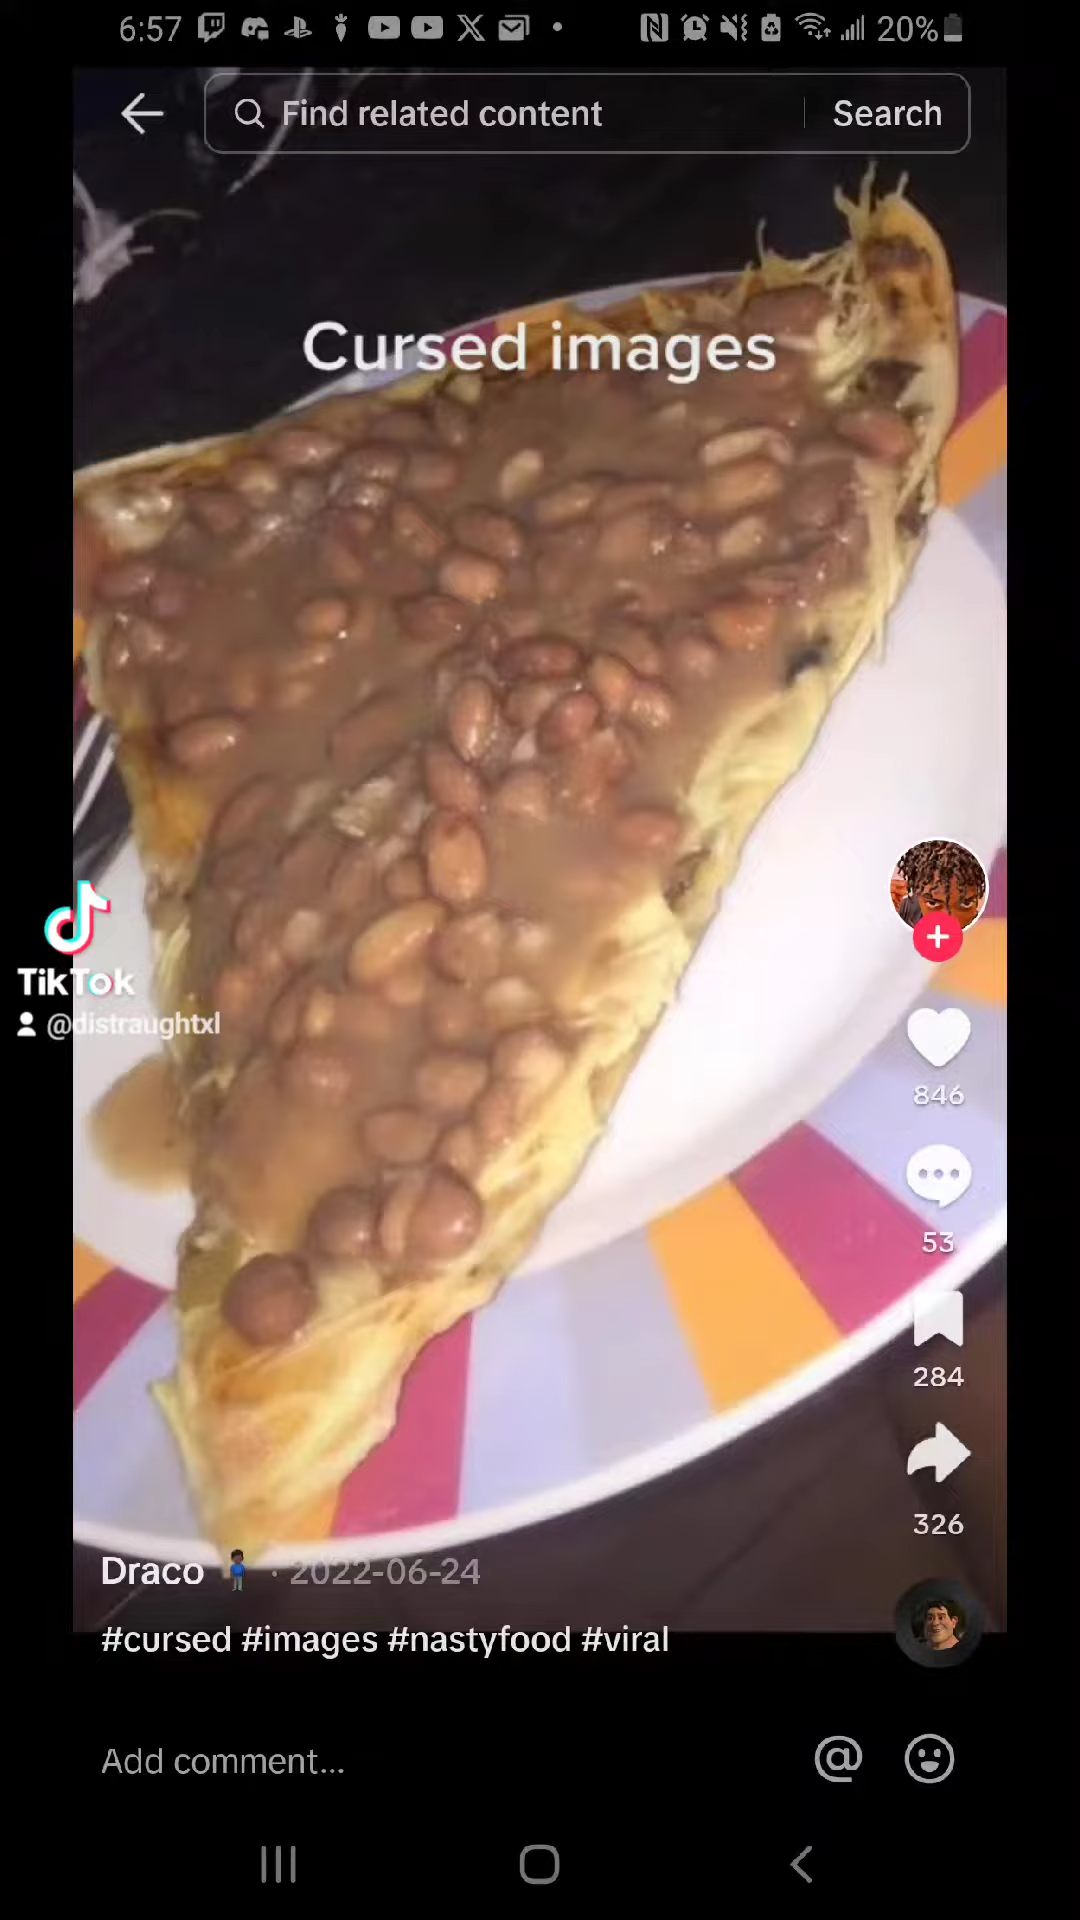 6:57
20%
Find related content
Search
Cursed images
TikTok
@distraughtxl
846
53
284
326
Draco · 2022-06-24
#cursed #images #nastyfood #viral
Add comment...